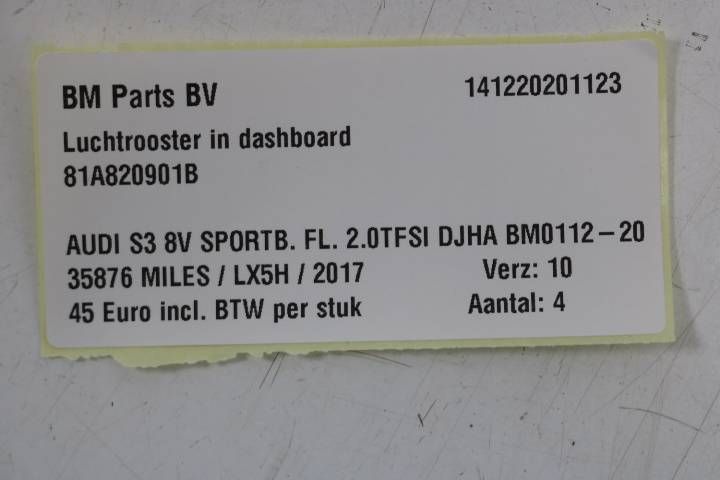 BM Parts BV 141220201123
Luchtrooster in dashboard
81A820901B
AUDI S3 8V SPORTB. FL. 2.0TFSI DJHA BM0112-20
35876 MILES / LX5H / 2017 Verz: 10
45 Euro incl. BTW per stuk Aantal: 4